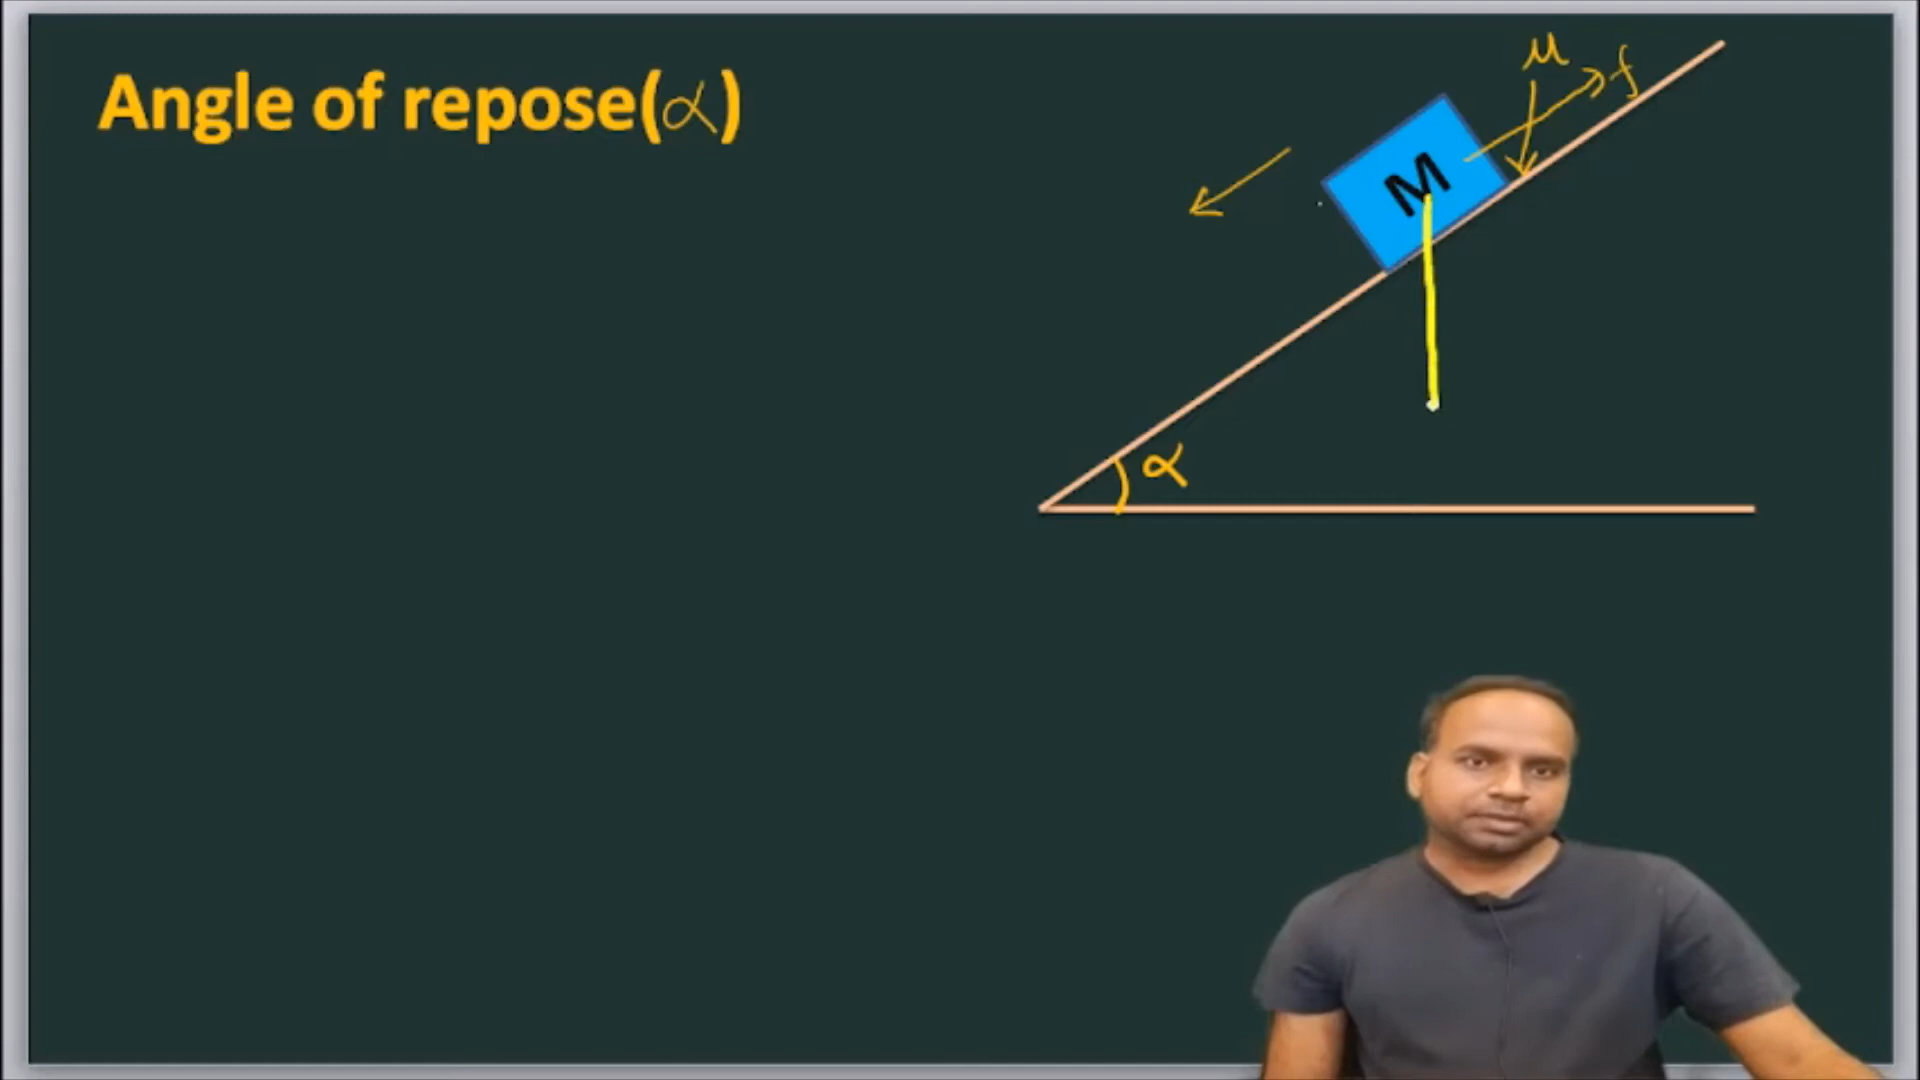 Angle of repose(α)
μ
f
M
α